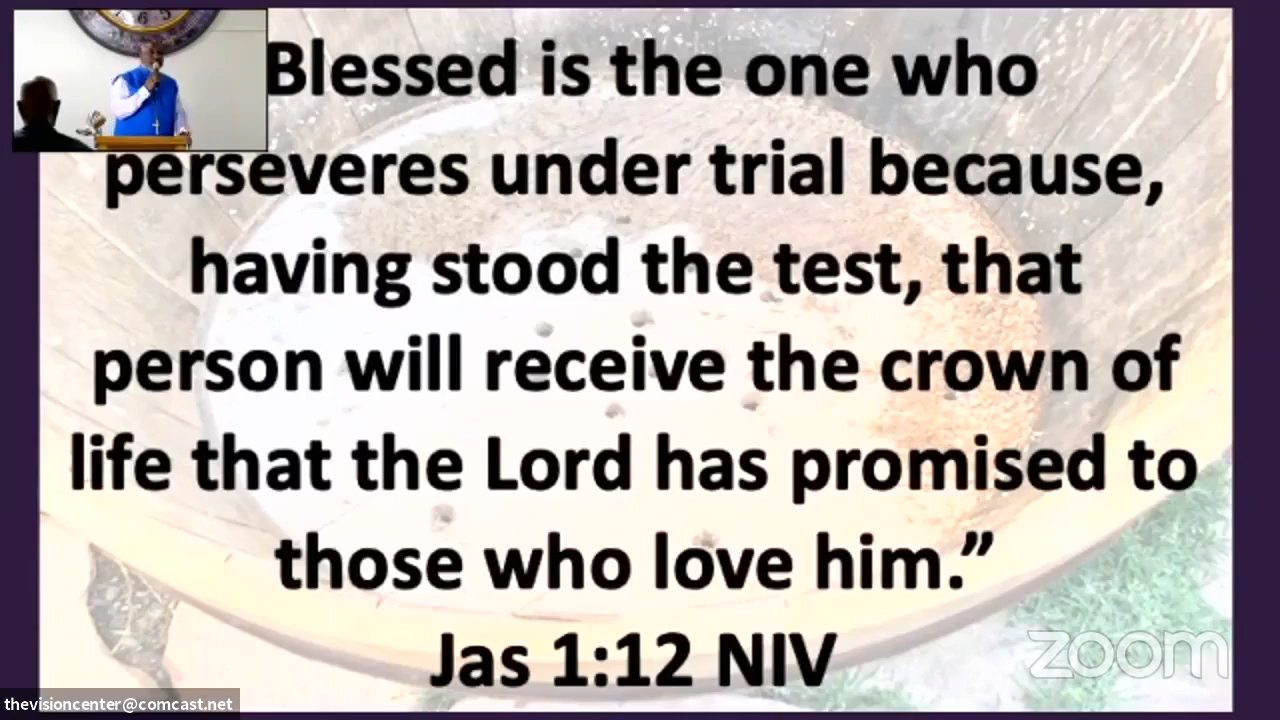 Blessed is the one who
perseveres under trial because,
having stood the test, that
person will receive the crown of
life that the Lord has promised to
those who love him.”
Jas 1:12 NIV
zoom
thevisioncenter@comcast.net